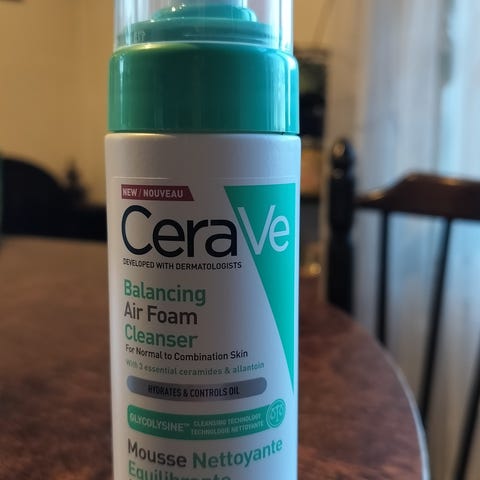 NEW / NOUVEAU
CeraVe
DEVELOPED WITH DERMATOLOGISTS
Balancing
Air Foam
Cleanser
For Normal to Combination Skin
With 3 essential ceramides & allantoin
HYDRATES & CONTROLS OIL
GLYCOLYSINE™ CLEANSING TECHNOLOGY
TECHNOLOGIE NETTOYANTE
Mousse Nettoyante
Équilibrante